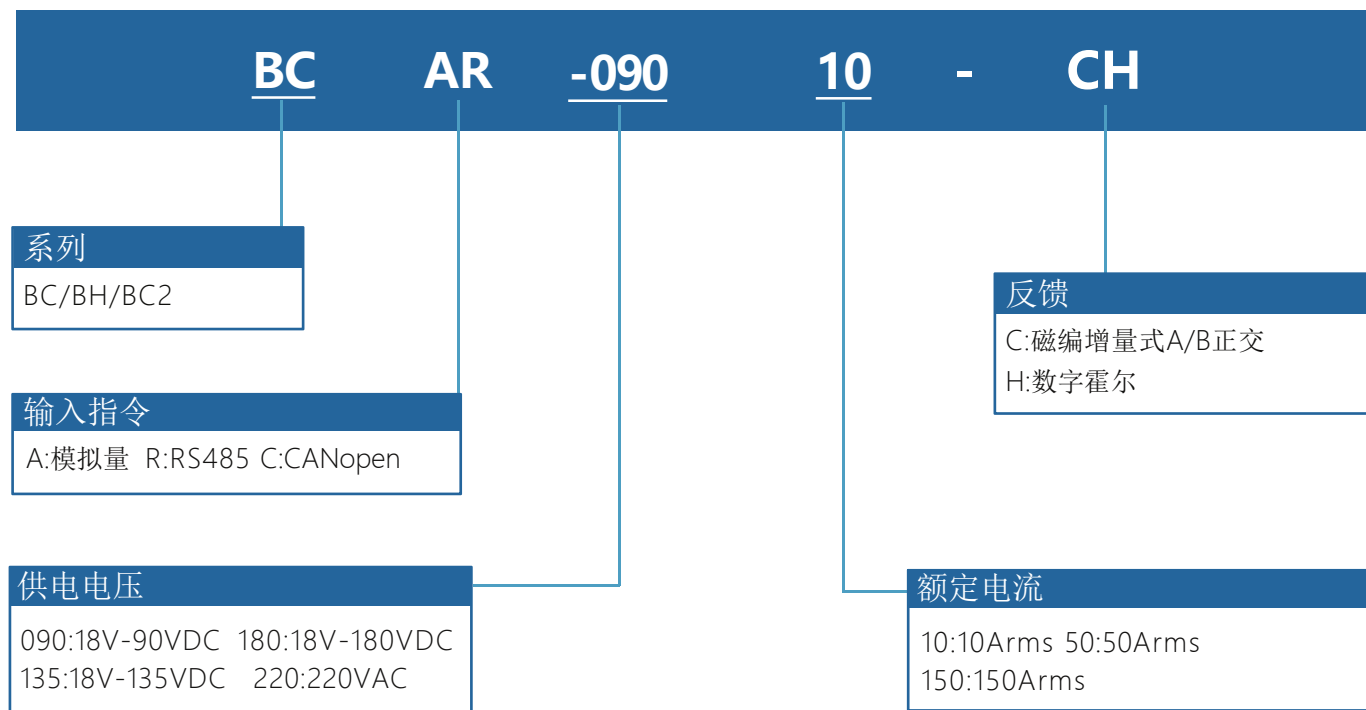 BC AR -090 10 - CH
系列
BC/BH/BC2
反馈
C:磁编增量式A/B正交
H:数字霍尔
输入指令
A:模拟量 R:RS485 C:CANopen
供电电压
090:18V-90VDC 180:18V-180VDC
135:18V-135VDC 220:220VAC
额定电流
10:10Arms 50:50Arms
150:150Arms